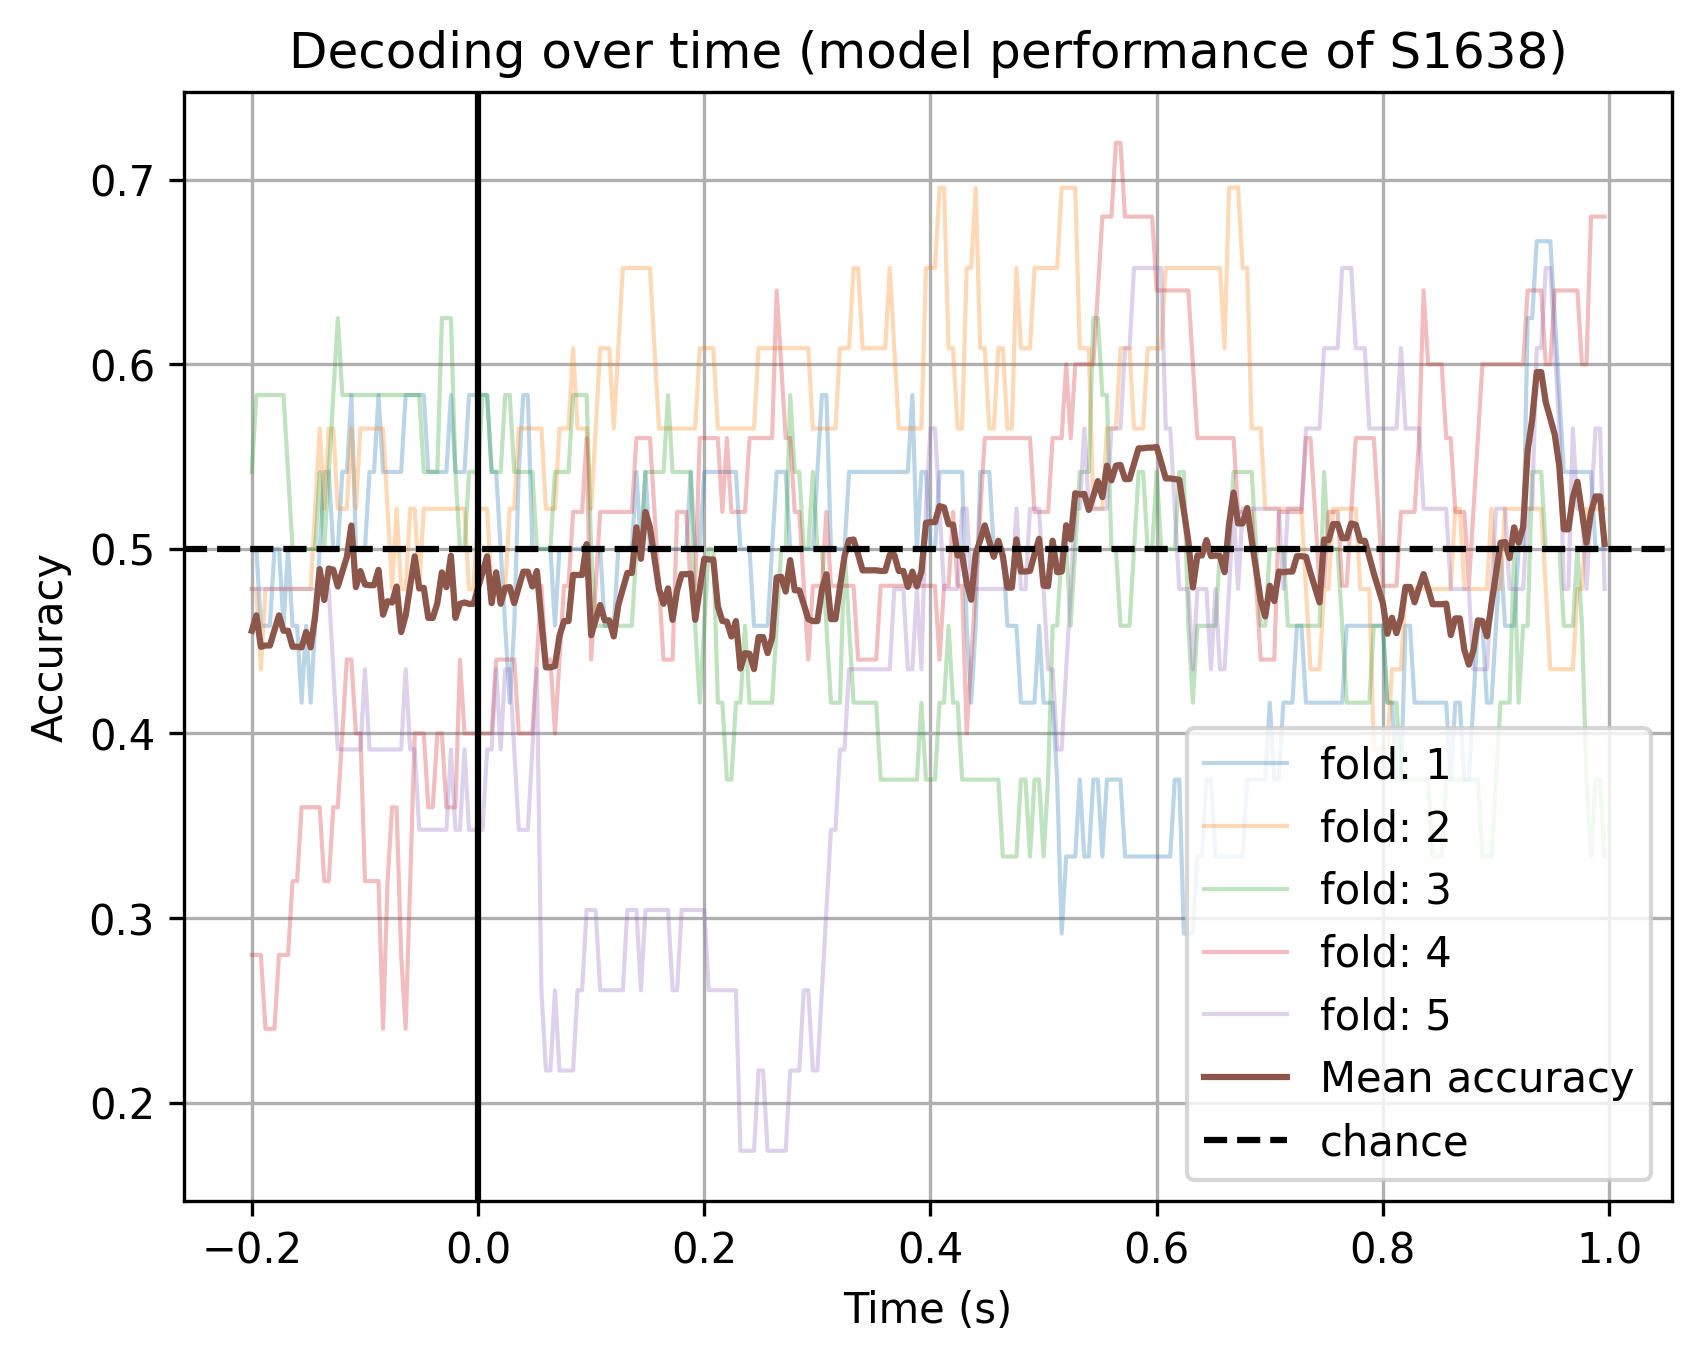 Decoding over time (model performance of S1638)
Accuracy
0.7
0.6
0.5
0.4
0.3
0.2
fold: 1
fold: 2
fold: 3
fold: 4
fold: 5
Mean accuracy
chance
−0.2 0.0 0.2 0.4 0.6 0.8 1.0
Time (s)